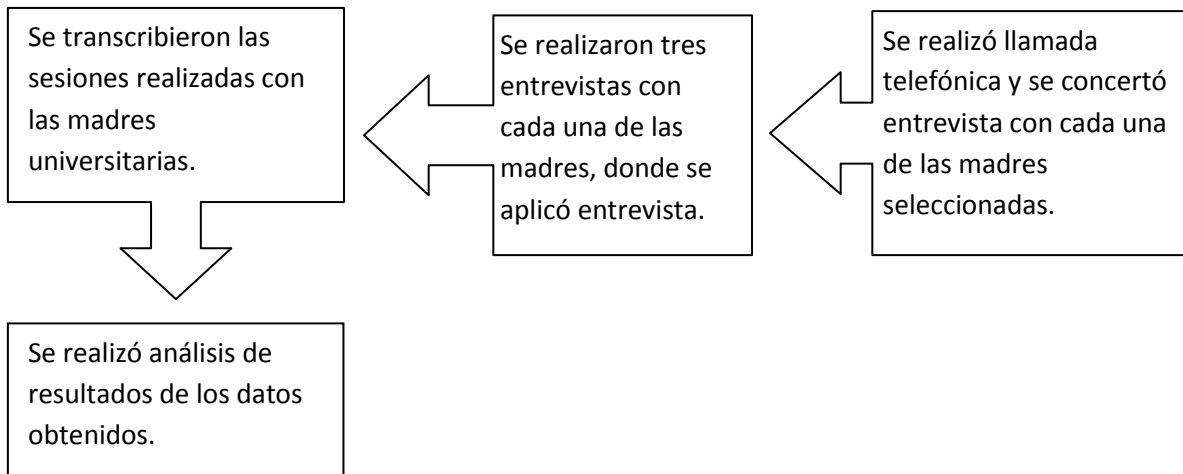 Se transcribieron las
sesiones realizadas con
las madres
universitarias.
Se realizaron tres
entrevistas con
cada una de las
madres, donde se
aplicó entrevista.
Se realizó llamada
telefónica y se concertó
entrevista con cada una
de las madres
seleccionadas.
Se realizó análisis de
resultados de los datos
obtenidos.